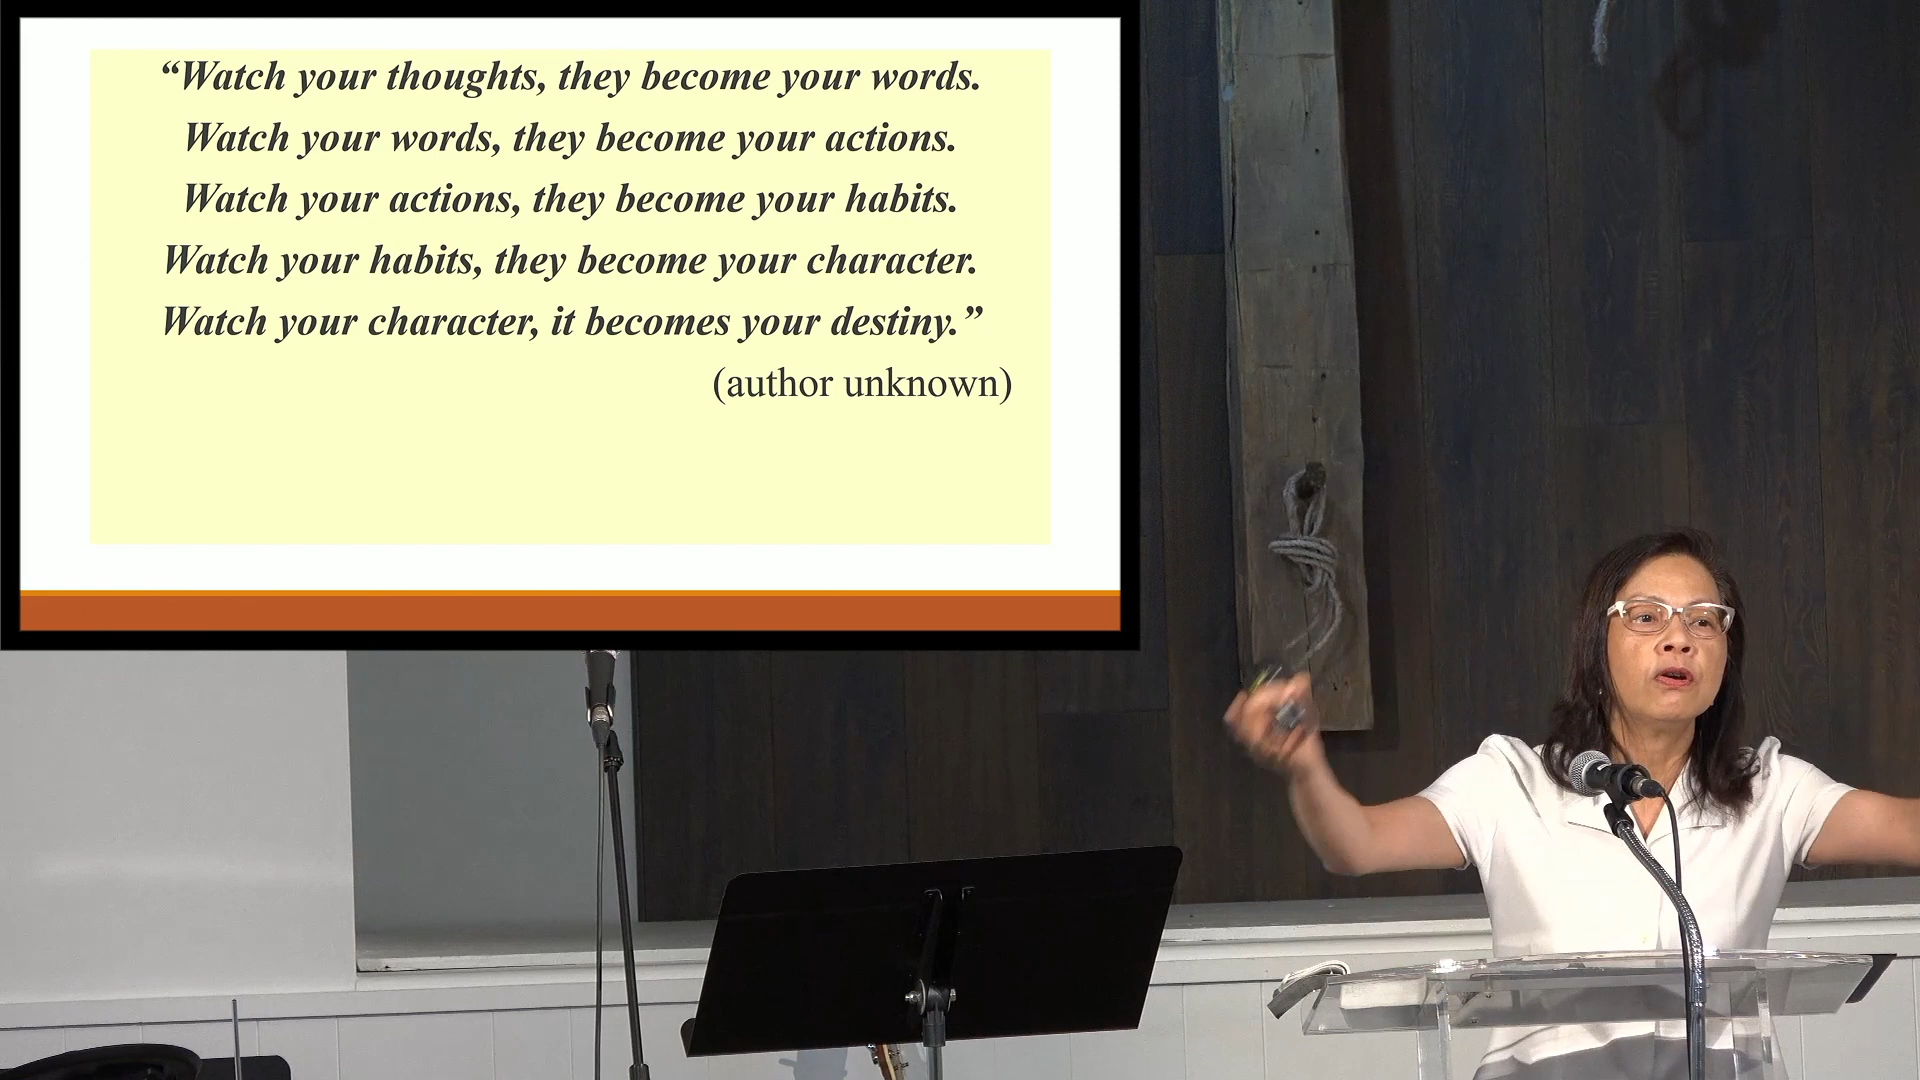 “Watch your thoughts, they become your words.
Watch your words, they become your actions.
Watch your actions, they become your habits.
Watch your habits, they become your character.
Watch your character, it becomes your destiny.”
(author unknown)